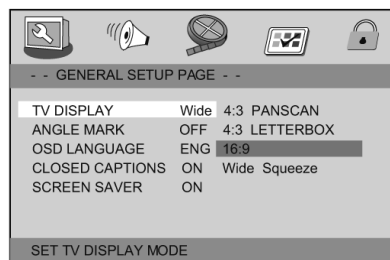 - - GENERAL SETUP PAGE - -
TV DISPLAY Wide 4:3 PANSCAN
ANGLE MARK OFF 4:3 LETTERBOX
OSD LANGUAGE ENG 16:9
CLOSED CAPTIONS ON Wide Squeeze
SCREEN SAVER ON
SET TV DISPLAY MODE